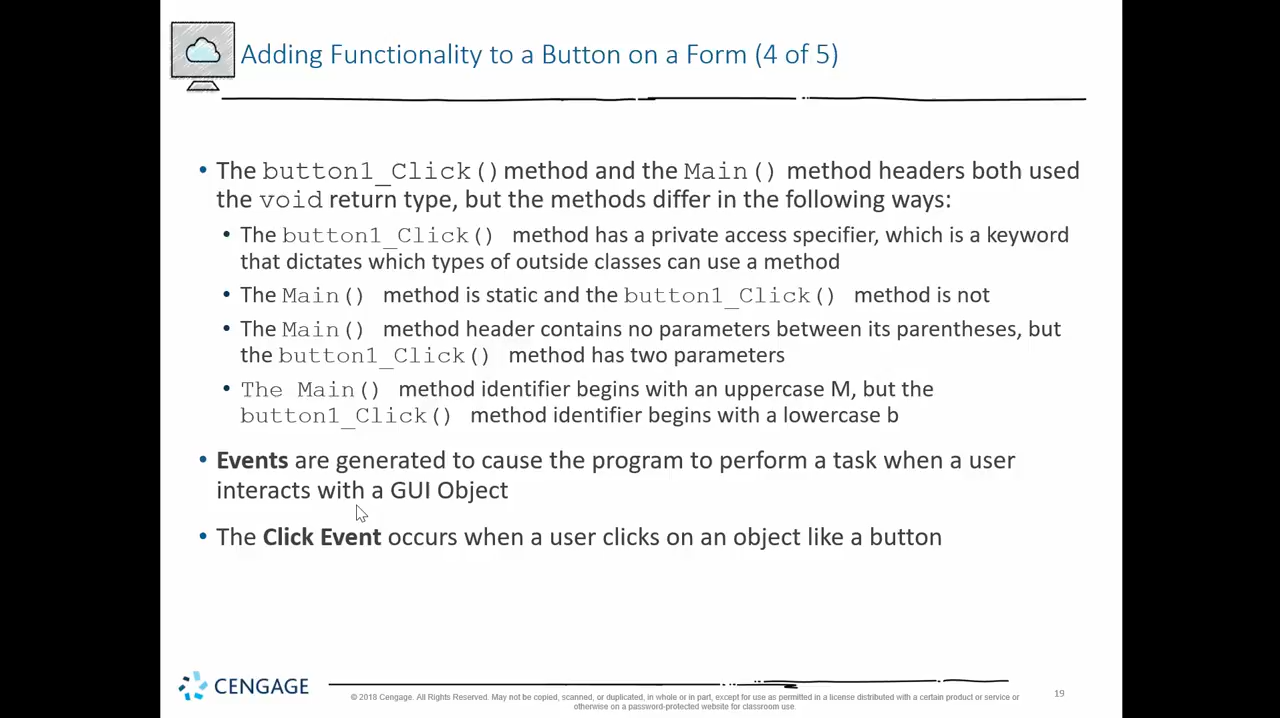 Adding Functionality to a Button on a Form (4 of 5)
• The button1_Click() method and the Main() method headers both used
the void return type, but the methods differ in the following ways:
• The button1_Click() method has a private access specifier, which is a keyword
that dictates which types of outside classes can use a method
• The Main() method is static and the button1_Click() method is not
• The Main() method header contains no parameters between its parentheses, but
the button1_Click() method has two parameters
• The Main() method identifier begins with an uppercase M, but the
button1_Click() method identifier begins with a lowercase b
• Events are generated to cause the program to perform a task when a user
interacts with a GUI Object
• The Click Event occurs when a user clicks on an object like a button
CENGAGE
© 2018 Cengage. All Rights Reserved. May not be copied, scanned, or duplicated, in whole or in part, except for use as permitted in a license distributed with a certain product or service or
otherwise on a password-protected website for classroom use.
19